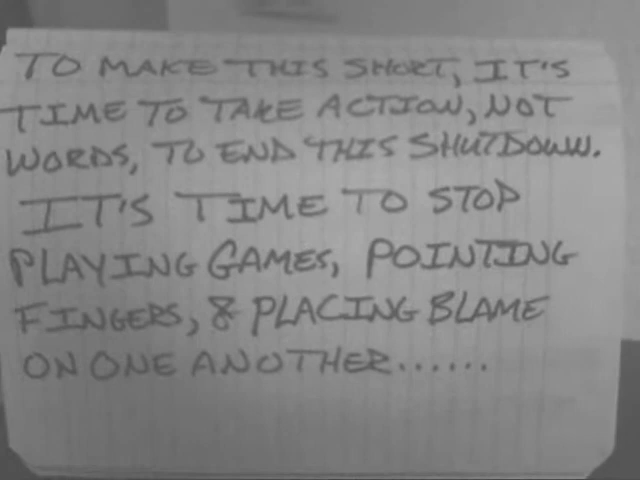 TO MAKE THIS SHORT, IT'S
TIME TO TAKE ACTION, NOT
WORDS, TO END THIS SHUTDOWN.
IT'S TIME TO STOP
PLAYING GAMES, POINTING
FINGERS, & PLACING BLAME
ON ONE ANOTHER......